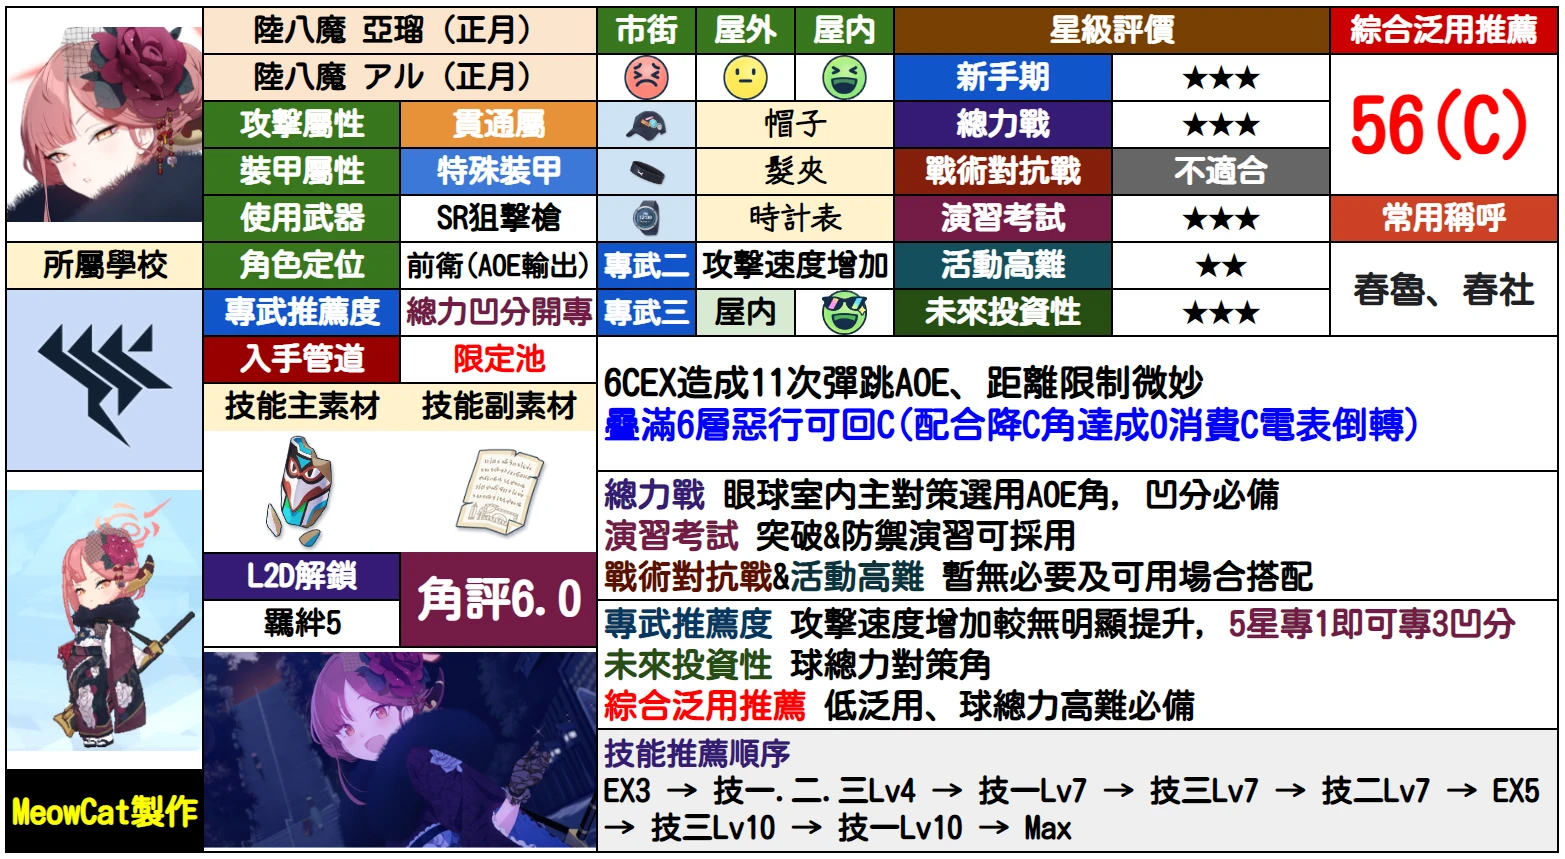 陸八魔 亞瑠 (正月)
陸八魔 アル (正月)
市街
屋外
屋内
星級評價
綜合泛用推薦
攻擊屬性
貫通屬
帽子
裝甲屬性
特殊裝甲
髮夾
使用武器
SR狙擊槍
時計表
角色定位
前衛(AOE輸出)
專武二
攻擊速度增加
專武推薦度
總力凹分開專
專武三
屋内
入手管道
限定池
新手期
★★★
總力戰
★★★
戰術對抗戰
不適合
演習考試
★★★
活動高難
★★
未來投資性
★★★
56(C)
常用稱呼
春魯、春社
所屬學校
技能主素材
技能副素材
L2D解鎖
羈絆5
角評6.0
MeowCat製作
6CEX造成11次彈跳AOE、距離限制微妙
疊滿6層惡行可回C(配合降C角達成0消費C電表倒轉)
總力戰 眼球室内主對策選用AOE角, 凹分必備
演習考試 突破&防禦演習可採用
戰術對抗戰&活動高難 暫無必要及可用場合搭配
專武推薦度 攻擊速度增加較無明顯提升, 5星專1即可專3凹分
未來投資性 球總力對策角
綜合泛用推薦 低泛用、球總力高難必備
技能推薦順序
EX3 → 技一.二.三Lv4 → 技一Lv7 → 技三Lv7 → 技二Lv7 → EX5
→ 技三Lv10 → 技一Lv10 → Max